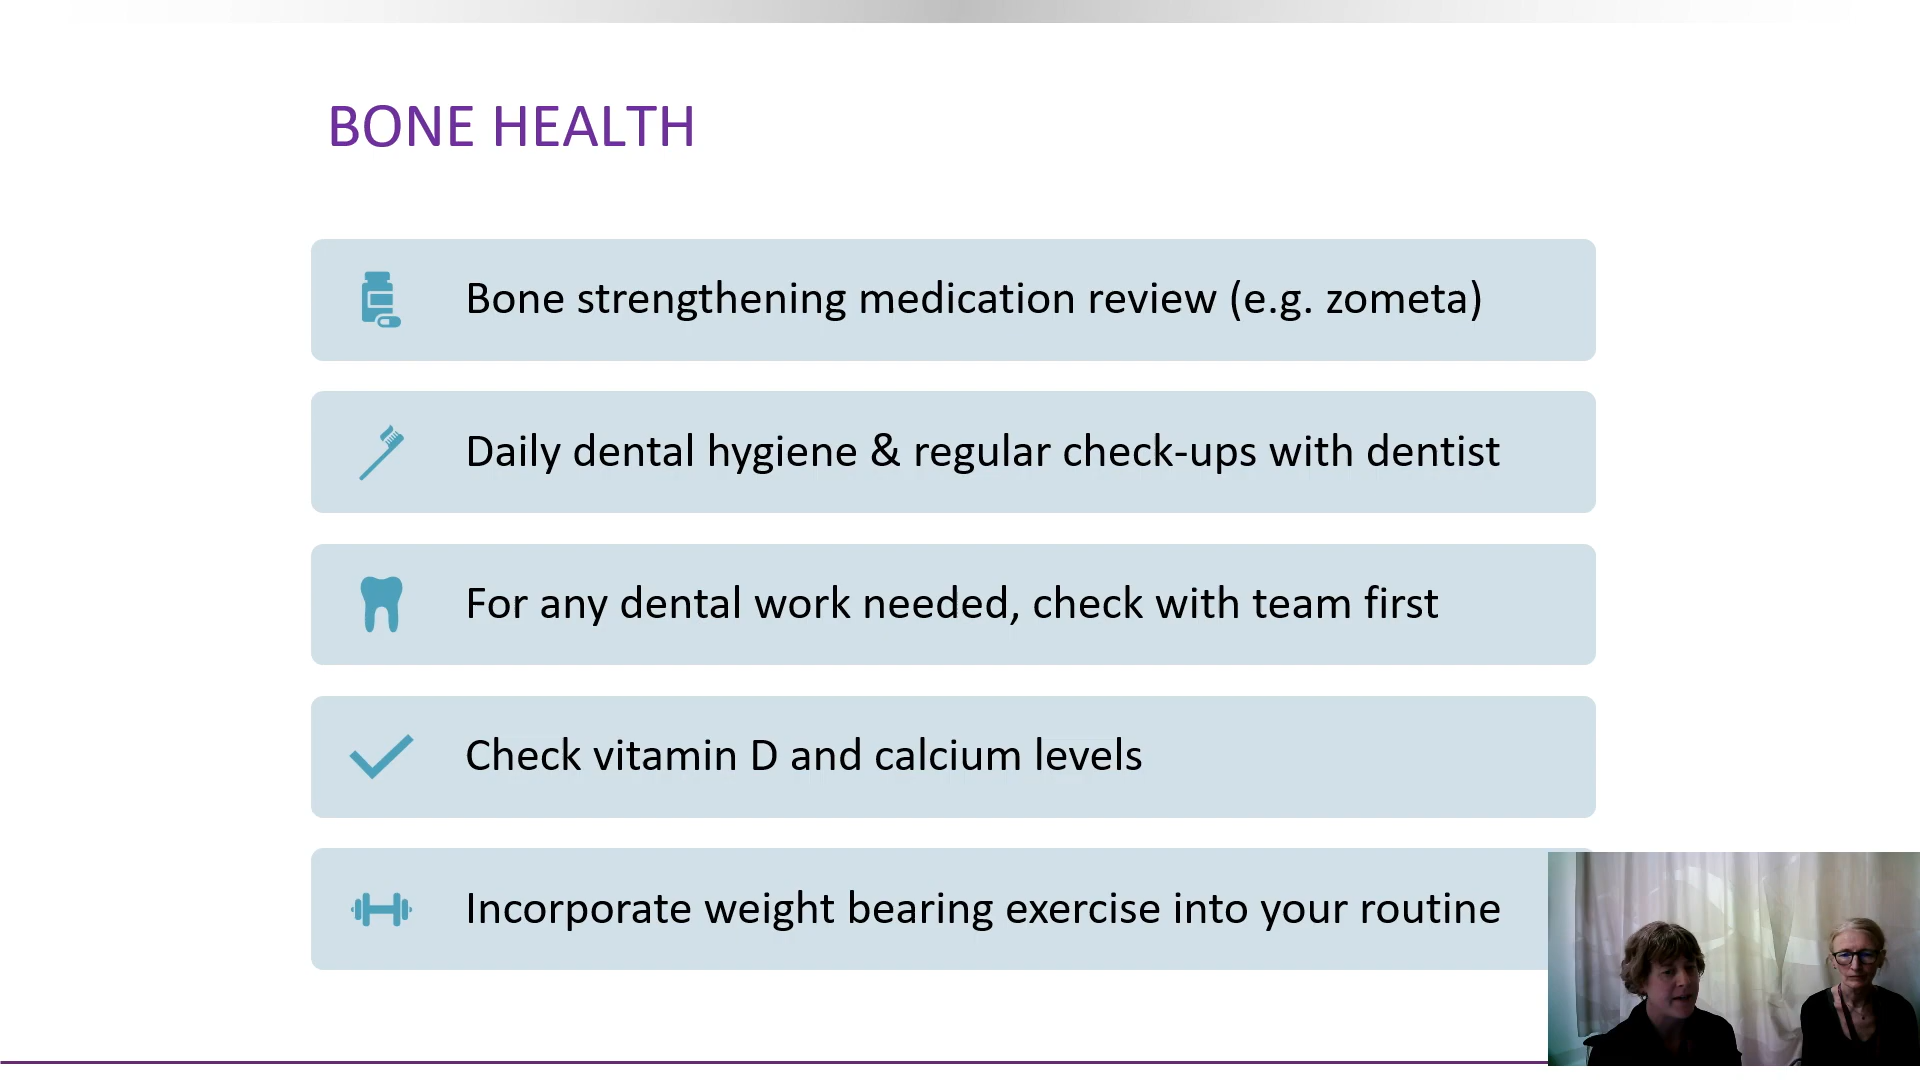 BONE HEALTH
Bone strengthening medication review (e.g. zometa)
Daily dental hygiene & regular check-ups with dentist
For any dental work needed, check with team first
Check vitamin D and calcium levels
Incorporate weight bearing exercise into your routine